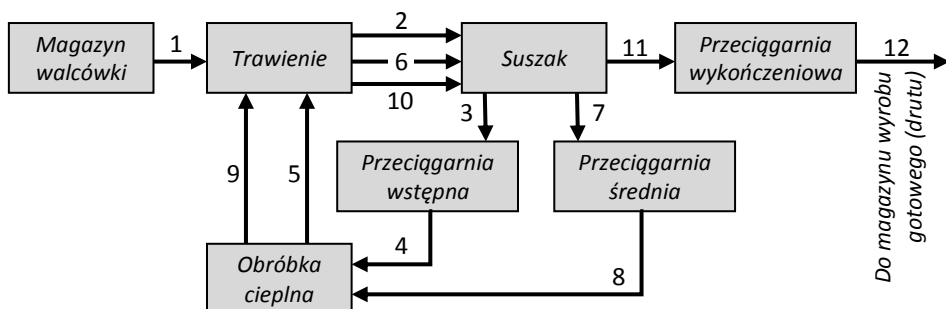 Magazyn
walcówki
1
Trawienie
2
6
10
Suszak
11
Przeciągarnia
wykończeniowa
12
3
7
9
5
Przeciągarnia
wstępna
Przeciągarnia
średnia
4
8
Obróbka
cieplna
Do magazynu wyrobu
gotowego (drutu)